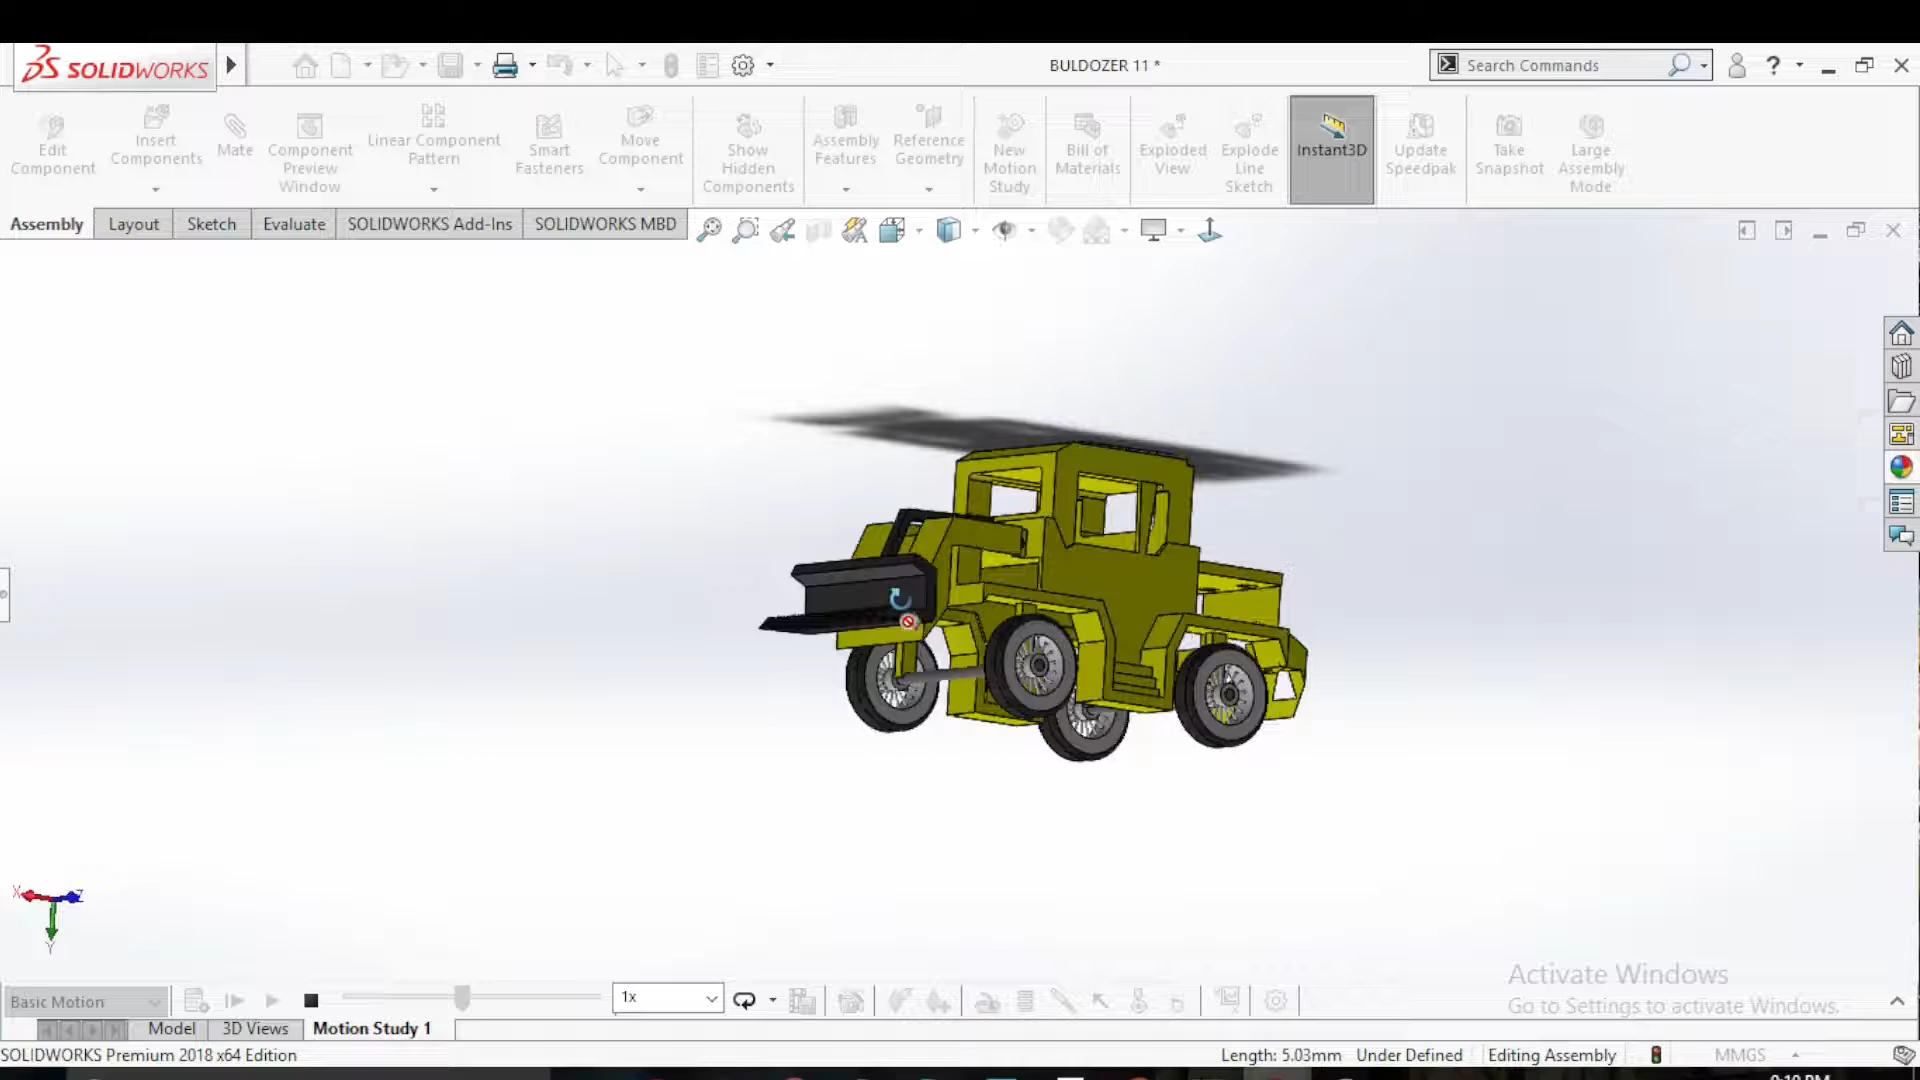 SOLIDWORKS
BULDOZER 11 *
Search Commands
?
Edit
Component
Insert
Components
Mate
Component
Preview
Window
Linear Component
Pattern
Smart
Fasteners
Move
Component
Show
Hidden
Components
Assembly
Features
Reference
Geometry
New
Motion
Study
Bill of
Materials
Exploded
View
Explode
Line
Sketch
Instant3D
Update
Speedpak
Take
Snapshot
Large
Assembly
Mode
Assembly
Layout
Sketch
Evaluate
SOLIDWORKS Add-Ins
SOLIDWORKS MBD
X
Z
Y
Activate Windows
Go to Settings to activate Windows.
Basic Motion
1x
Model
3D Views
Motion Study 1
SOLIDWORKS Premium 2018 x64 Edition
Length: 5.03mm
Under Defined
Editing Assembly
MMGS